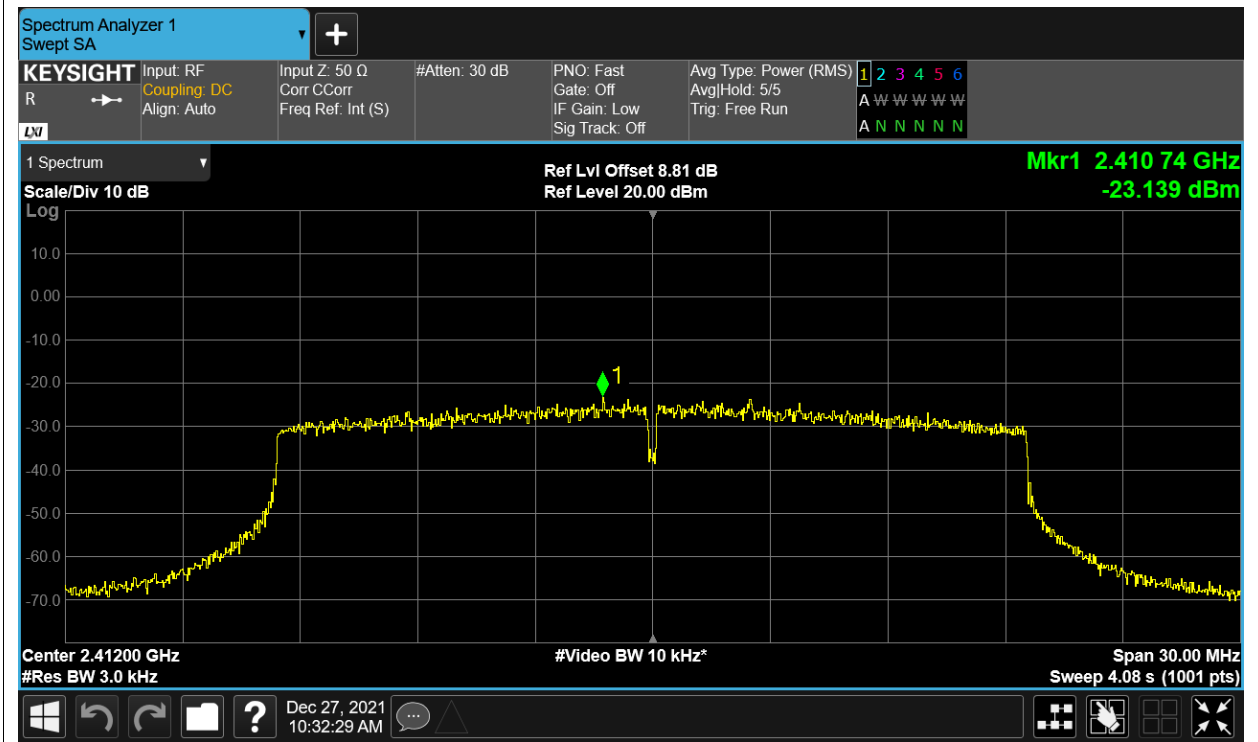 Spectrum Analyzer 1
Swept SA
KEYSIGHT
R
LXI
Input: RF
Coupling: DC
Align: Auto
Input Z: 50 Ω
Corr CCorr
Freq Ref: Int (S)
#Atten: 30 dB
PNO: Fast
Gate: Off
IF Gain: Low
Sig Track: Off
Avg Type: Power (RMS)
Avg|Hold: 5/5
Trig: Free Run
1 2 3 4 5 6
A W W W W W
A N N N N N
1 Spectrum
Scale/Div 10 dB
Log
Ref Lvl Offset 8.81 dB
Ref Level 20.00 dBm
Mkr1 2.410 74 GHz
-23.139 dBm
10.0
0.00
-10.0
-20.0
-30.0
-40.0
-50.0
-60.0
-70.0
1
Center 2.41200 GHz
#Res BW 3.0 kHz
#Video BW 10 kHz*
Span 30.00 MHz
Sweep 4.08 s (1001 pts)
?
Dec 27, 2021
10:32:29 AM